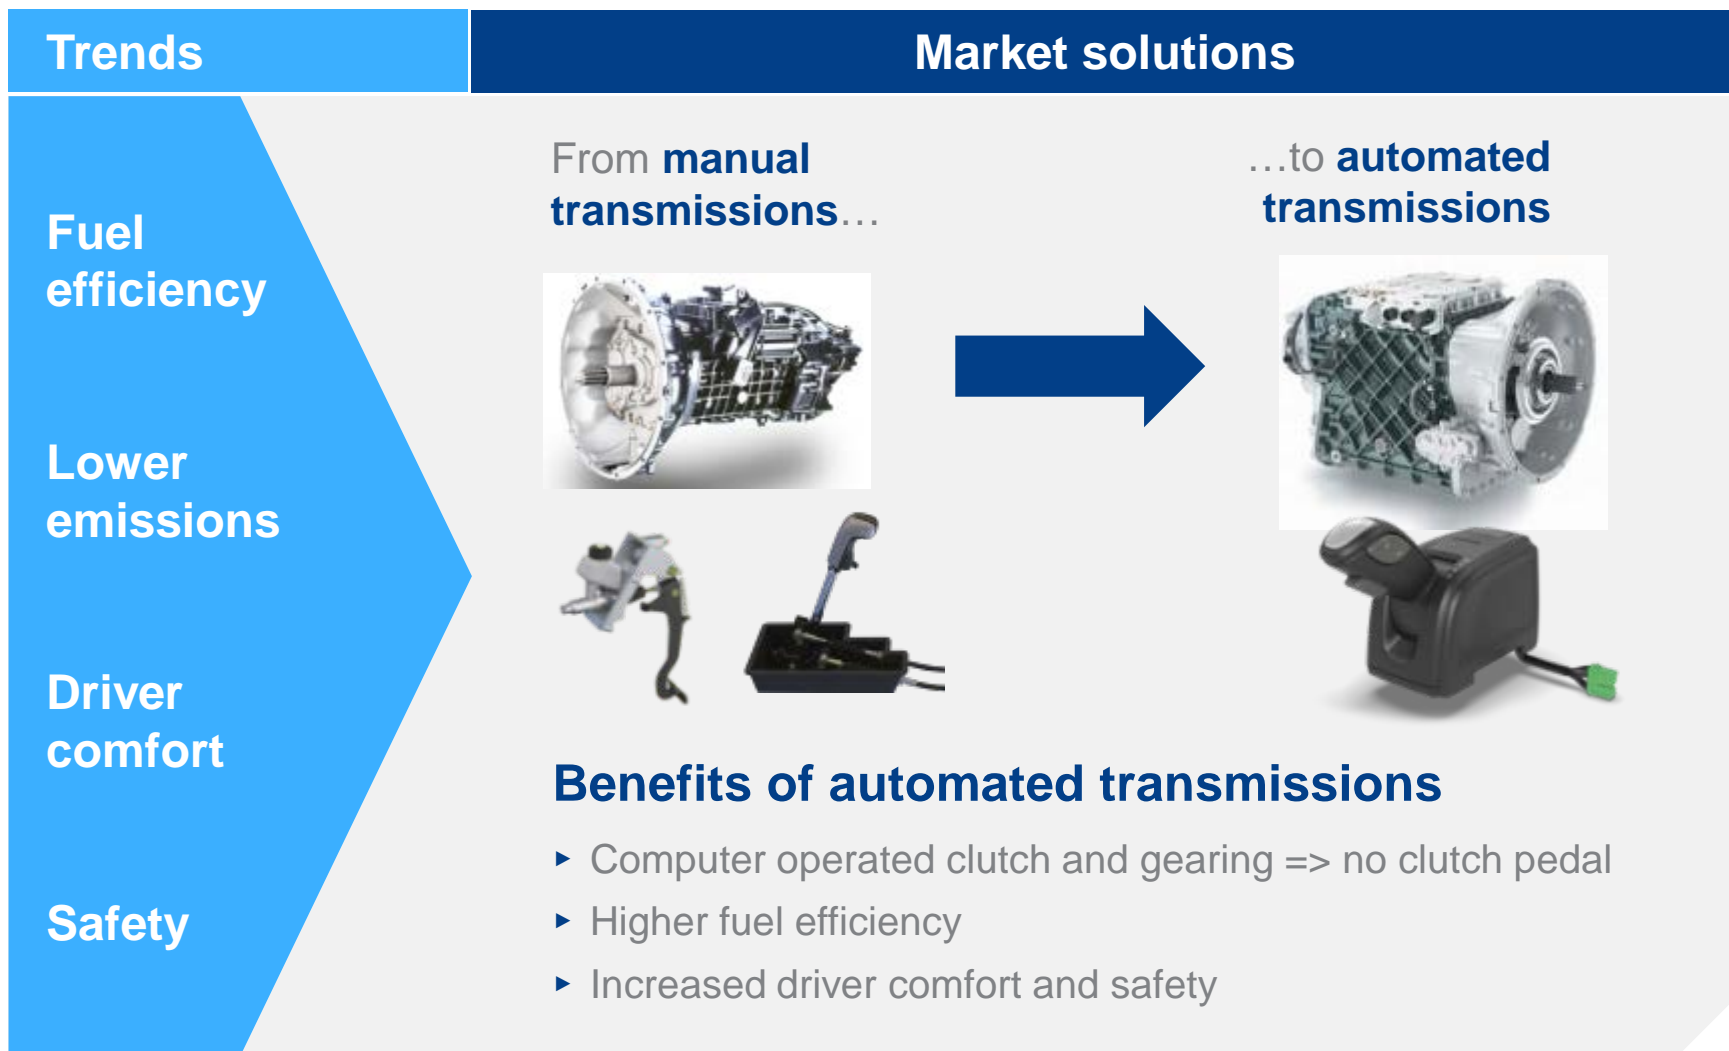 Trends
Market solutions
Fuel
efficiency
Lower
emissions
Driver
comfort
Safety
From manual
transmissions…
…to automated
transmissions
Benefits of automated transmissions
▸ Computer operated clutch and gearing => no clutch pedal
▸ Higher fuel efficiency
▸ Increased driver comfort and safety